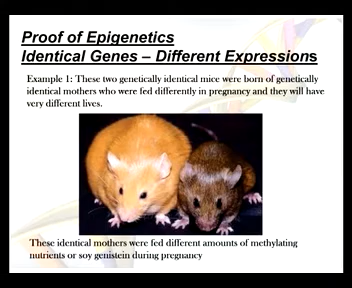 Proof of Epigenetics
Identical Genes – Different Expressions
Example 1: These two genetically identical mice were born of genetically
identical mothers who were fed differently in pregnancy and they will have
very different lives.
These identical mothers were fed different amounts of methylating
nutrients or soy genistein during pregnancy